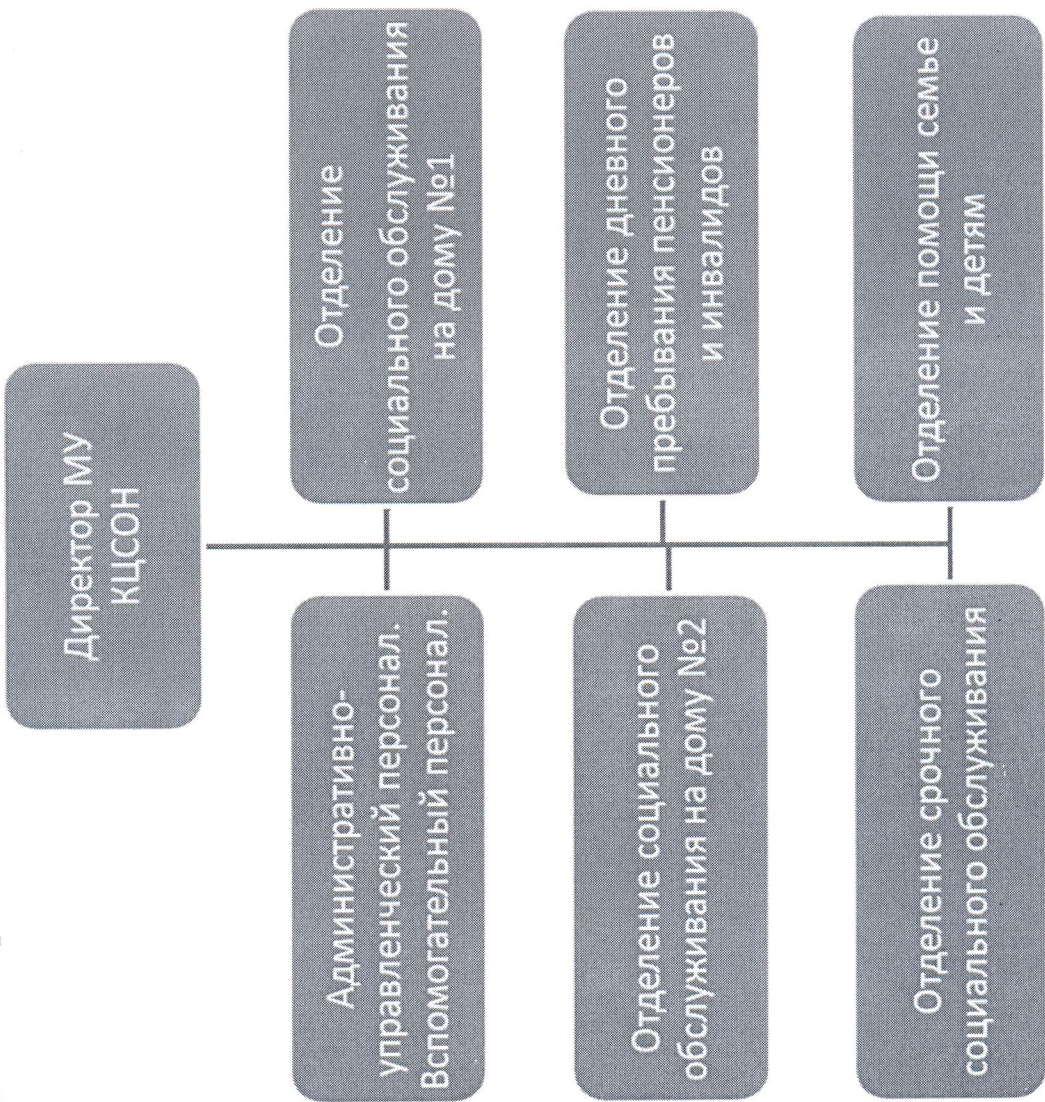 Директор МУ
КЦСОН
Административно-
управленческий персонал.
Вспомогательный персонал.
Отделение
социального обслуживания
на дому №1
Отделение социального
обслуживания на дому №2
Отделение дневного
пребывания пенсионеров
и инвалидов
Отделение срочного
социального обслуживания
Отделение помощи семье
и детям